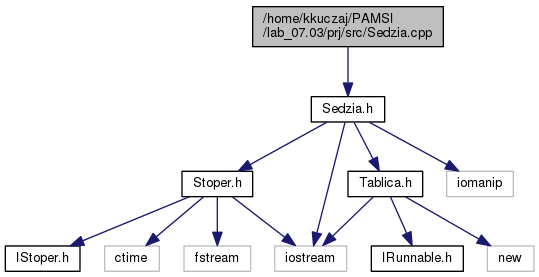 /home/kkuczaj/PAMSI
/lab_07.03/prj/src/Sedzia.cpp
Sedzia.h
Stoper.h
Tablica.h
iomanip
IStoper.h
ctime
fstream
iostream
IRunnable.h
new